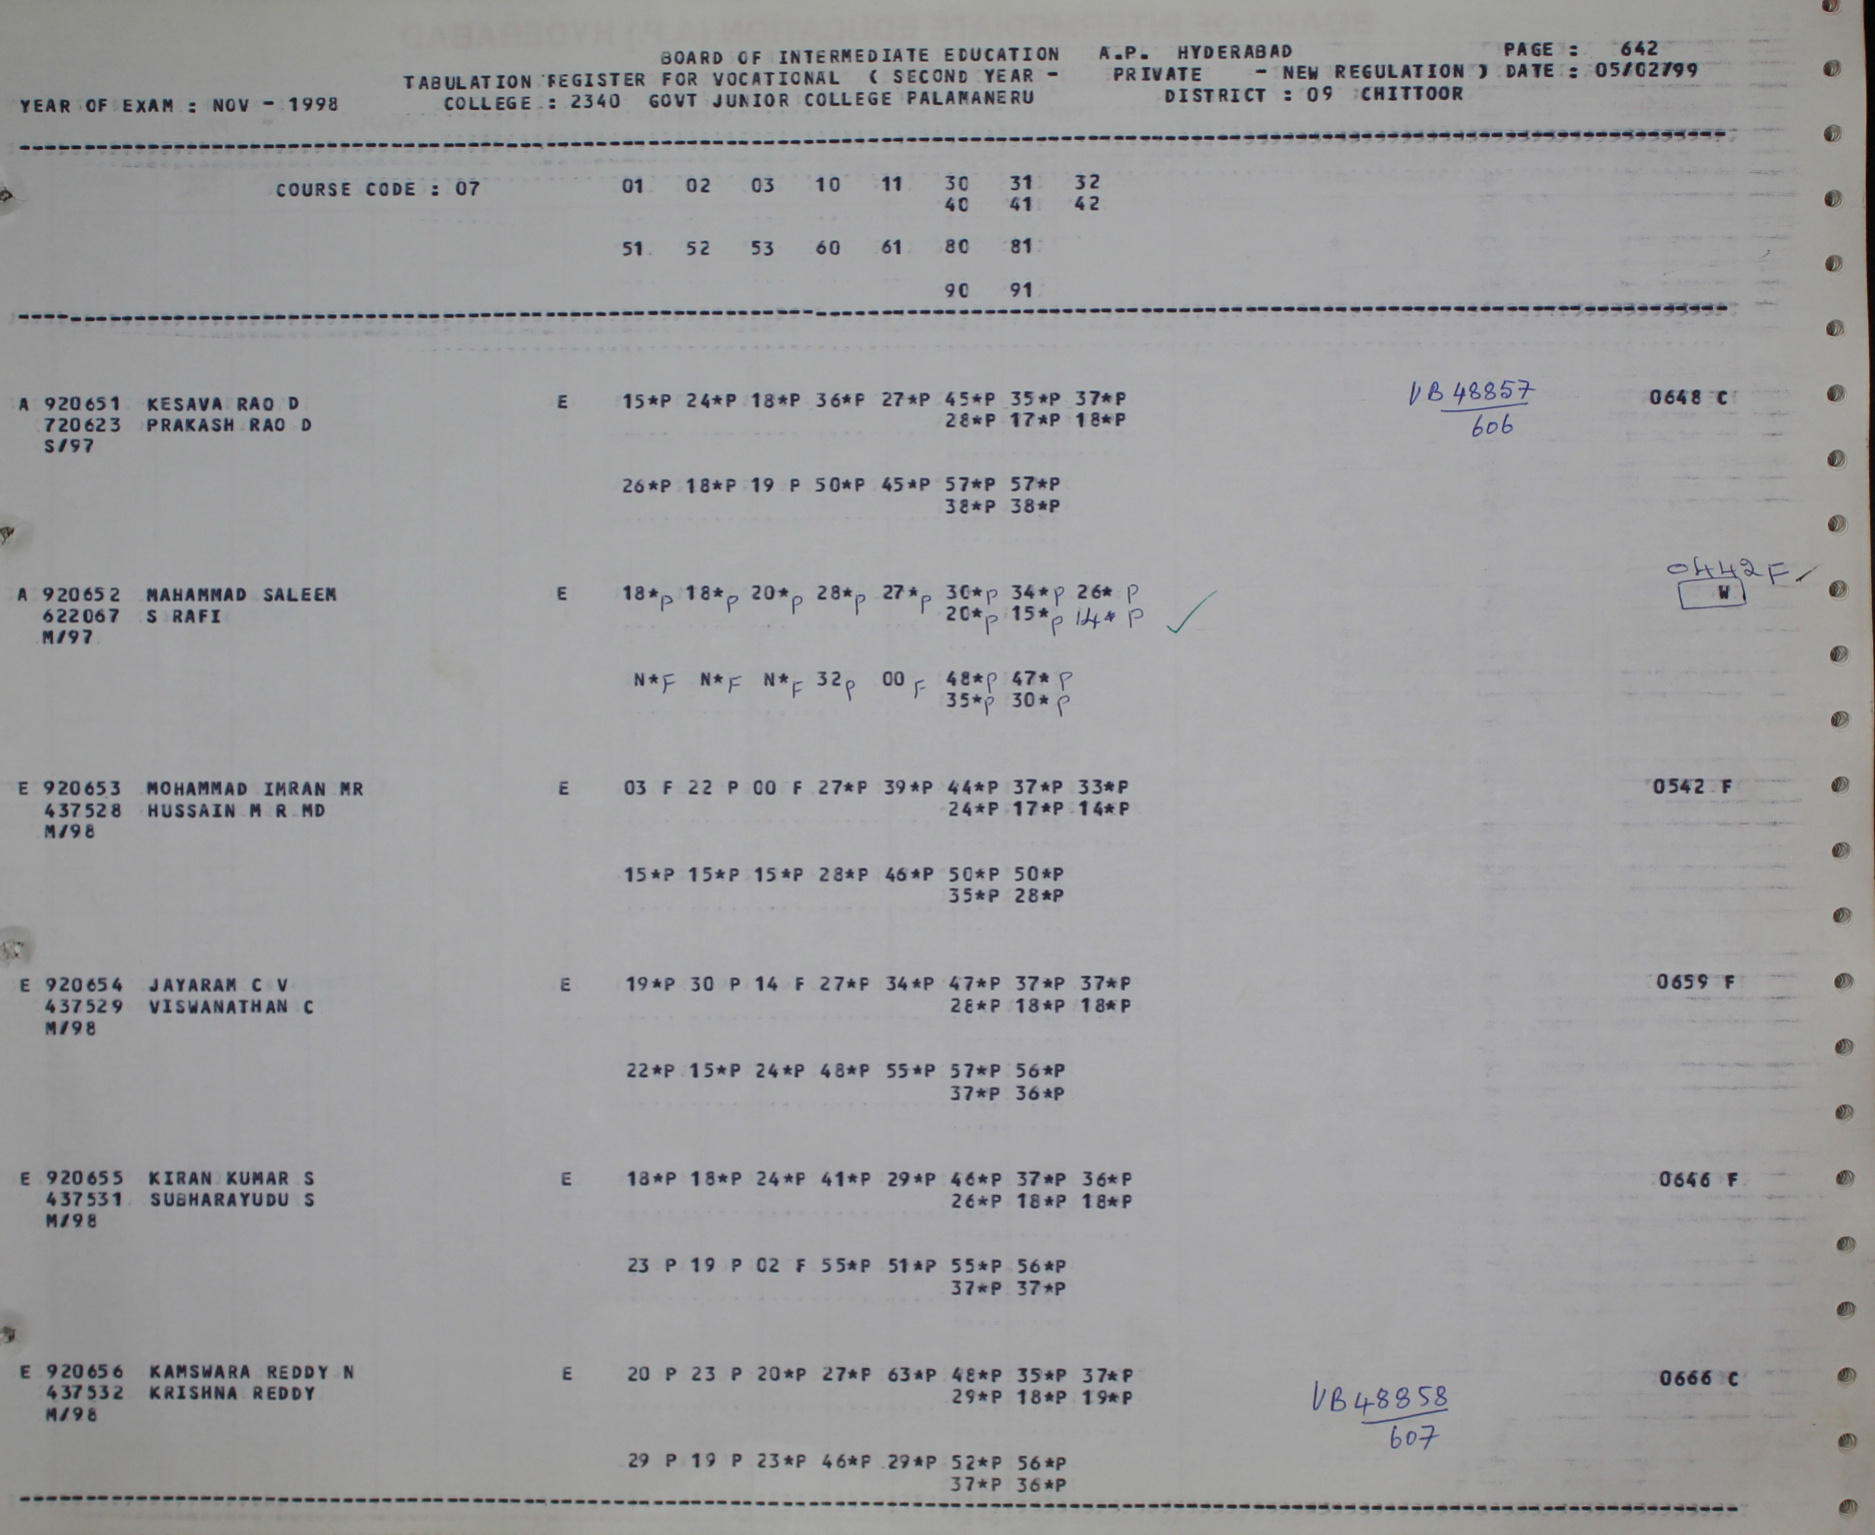 BOARD OF INTERMEDIATE EDUCATION A.P. HYDERABAD PAGE : 642
TABULATION REGISTER FOR VOCATIONAL ( SECOND YEAR - PRIVATE - NEW REGULATION ) DATE : 05/02/99
YEAR OF EXAM : NOV - 1998 COLLEGE : 2340 GOVT JUNIOR COLLEGE PALAMANERU DISTRICT : 09 CHITTOOR
COURSE CODE : 07 01 02 03 10 11 30 31 32
40 41 42
51 52 53 60 61 80 81
90 91
A 920651 KESAVA RAO D E 15*P 24*P 18*P 36*P 27*P 45*P 35*P 37*P VB 48857 0648 C
720623 PRAKASH RAO D 28*P 17*P 18*P 606
S/97
26*P 18*P 19 P 50*P 45*P 57*P 57*P
38*P 38*P
0442 F
A 920652 MAHAMMAD SALEEM E 18*P 18*P 20*P 28*P 27*P 30*P 34*P 26*P W
622067 S RAFI 20*P 15*P 14*P
M/97
N*F N*F N*F 32P 00 F 48*P 47*P
35*P 30*P
E 920653 MOHAMMAD IMRAN MR E 03 F 22 P 00 F 27*P 39*P 44*P 37*P 33*P 0542 F
437528 HUSSAIN M R MD 24*P 17*P 14*P
M/98
15*P 15*P 15*P 28*P 46*P 50*P 50*P
35*P 28*P
E 920654 JAYARAM C V E 19*P 30 P 14 F 27*P 34*P 47*P 37*P 37*P 0659 F
437529 VISWANATHAN C 28*P 18*P 18*P
M/98
22*P 15*P 24*P 48*P 55*P 57*P 56*P
37*P 36*P
E 920655 KIRAN KUMAR S E 18*P 18*P 24*P 41*P 29*P 46*P 37*P 36*P 0646 F
437531 SUBHARAYUDU S 26*P 18*P 18*P
M/98
23 P 19 P 02 F 55*P 51*P 55*P 56*P
37*P 37*P
E 920656 KAMSWARA REDDY N E 20 P 23 P 20*P 27*P 63*P 48*P 35*P 37*P 0666 C
437532 KRISHNA REDDY 29*P 18*P 19*P VB 48858
M/98 607
29 P 19 P 23*P 46*P 29*P 52*P 56*P
37*P 36*P